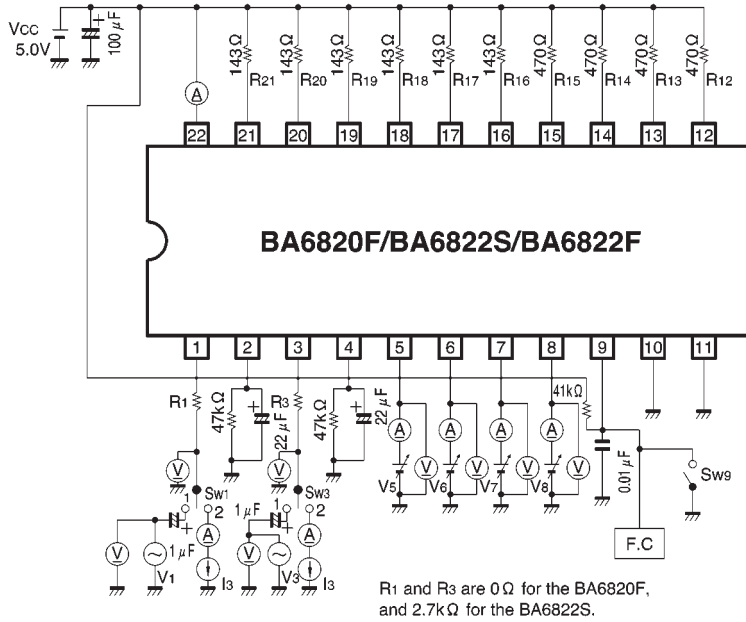 Vcc
5.0V
+
100 μF
143Ω
143Ω
143Ω
143Ω
143Ω
143Ω
470Ω
470Ω
470Ω
470Ω
R21
R20
R19
R18
R17
R16
R15
R14
R13
R12
A
22
21
20
19
18
17
16
15
14
13
12
BA6820F/BA6822S/BA6822F
1
2
3
4
5
6
7
8
9
10
11
R1
47kΩ
+
22 μF
R3
47kΩ
+
22 μF
41kΩ
A
A
A
A
V
V
V5
V
V6
V
V7
V
V8
V
0.01 μF
Sw9
1
Sw1
2
1
Sw3
2
+
1 μF
+
1 μF
A
A
V
V1
I3
V
V3
I3
F.C
R1 and R3 are 0Ω for the BA6820F,
and 2.7kΩ for the BA6822S.